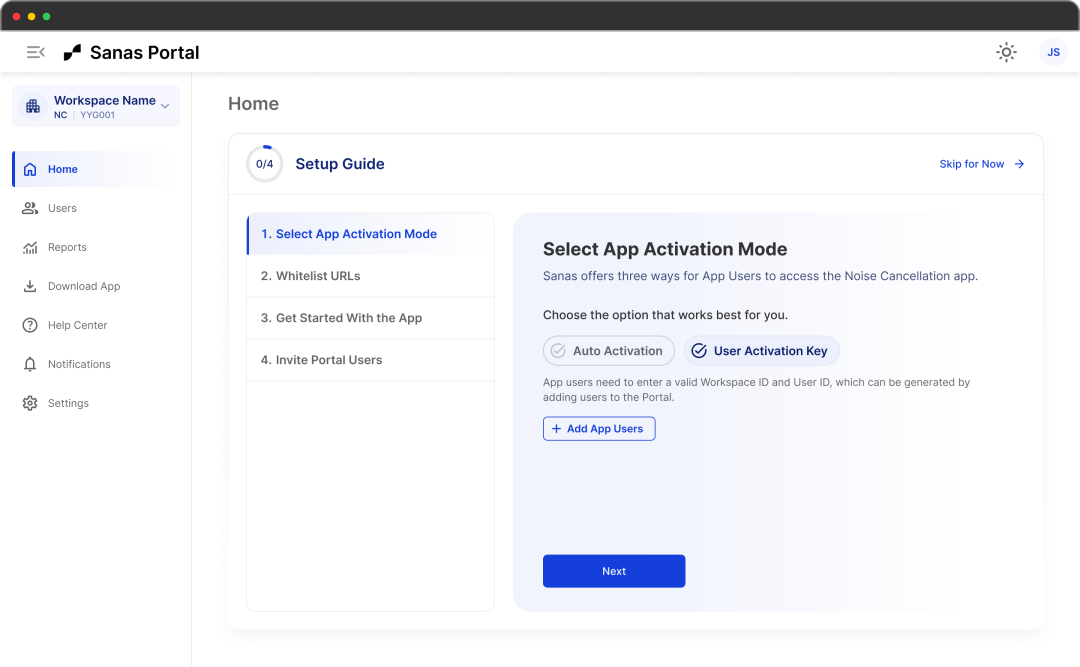 Sanas Portal
JS
Workspace Name
NC | YYG001
Home
Users
Reports
Download App
Help Center
Notifications
Settings
Home
0/4
Setup Guide
Skip for Now
1. Select App Activation Mode
2. Whitelist URLs
3. Get Started With the App
4. Invite Portal Users
Select App Activation Mode
Sanas offers three ways for App Users to access the Noise Cancellation app.
Choose the option that works best for you.
Auto Activation
User Activation Key
App users need to enter a valid Workspace ID and User ID, which can be generated by
adding users to the Portal.
+ Add App Users
Next